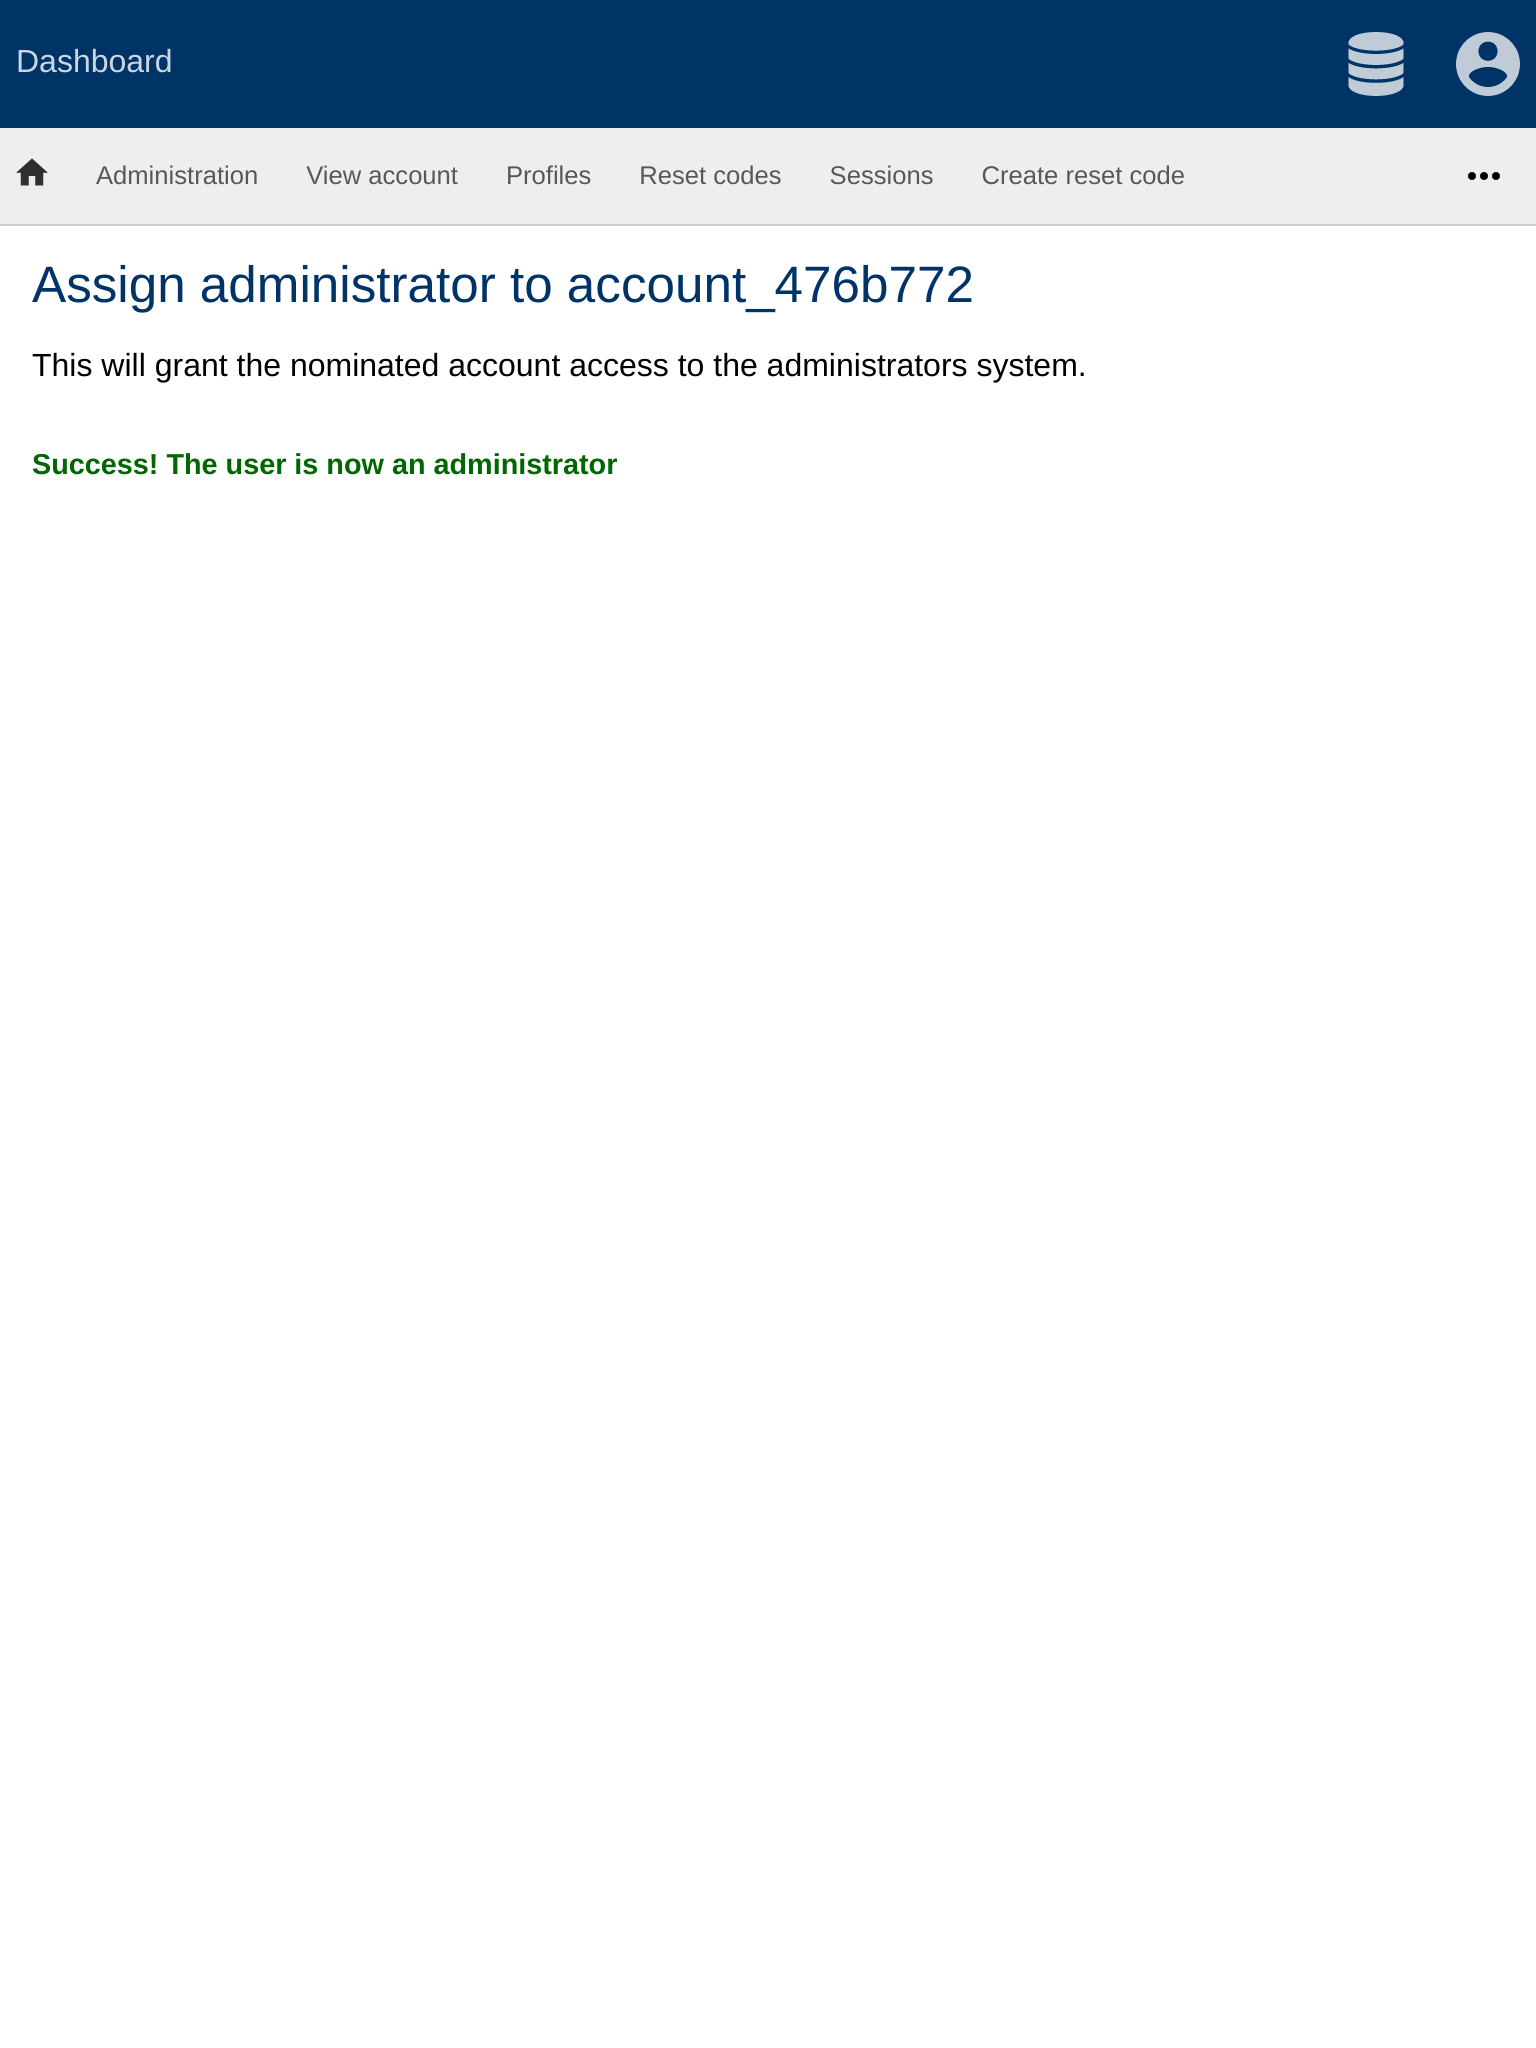 Dashboard
Administration View account Profiles Reset codes Sessions Create reset code
Assign administrator to account_476b772
This will grant the nominated account access to the administrators system.
Success! The user is now an administrator